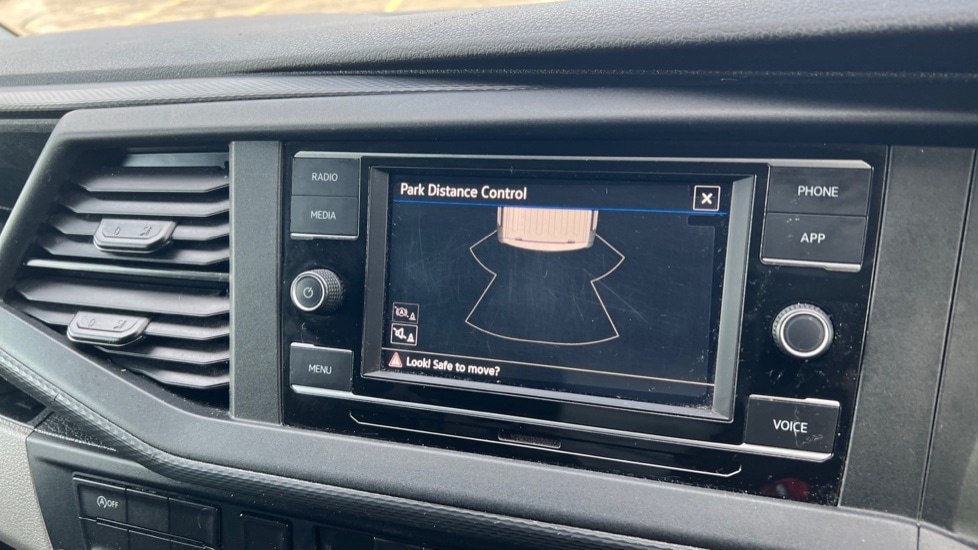 RADIO
MEDIA
MENU
Park Distance Control
Look! Safe to move?
PHONE
APP
VOICE
OFF